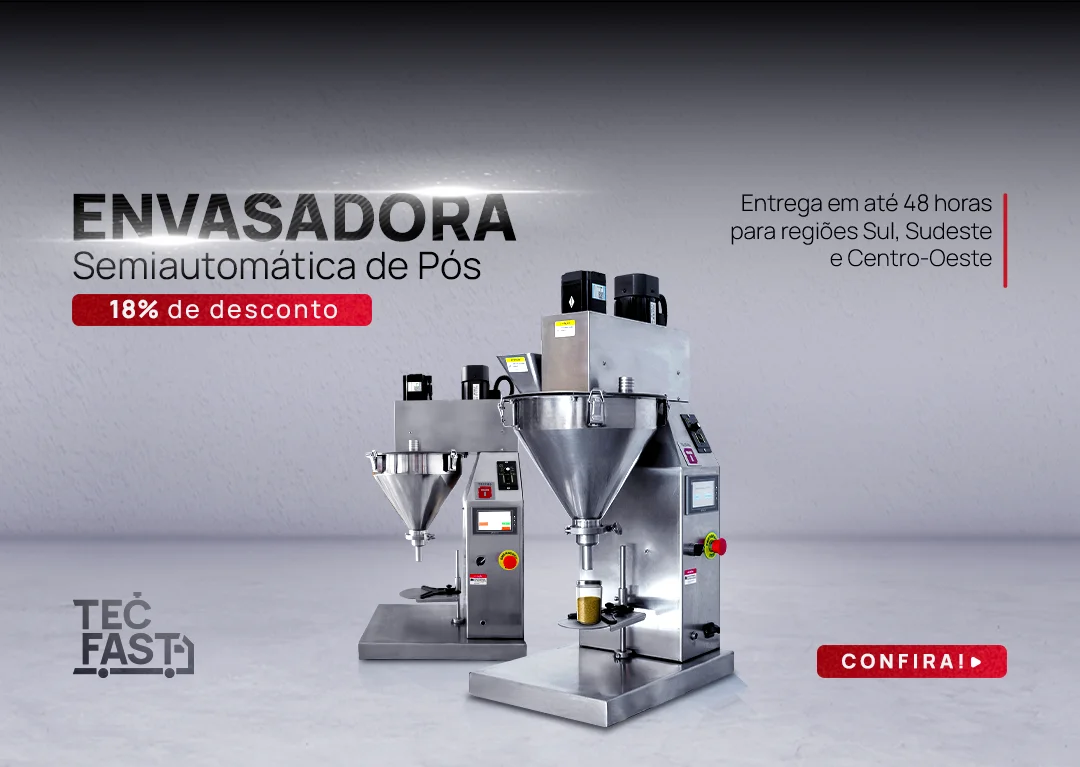 ENVASADORA
Semiautomática de Pós
18% de desconto
Entrega em até 48 horas
para regiões Sul, Sudeste
e Centro-Oeste
TEC
FAST
CONFIRA!